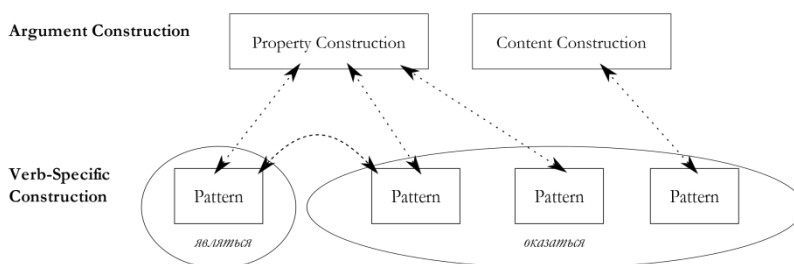 Argument Construction
Property Construction
Content Construction
Verb-Specific
Construction
Pattern
Pattern
Pattern
Pattern
являться
оказаться